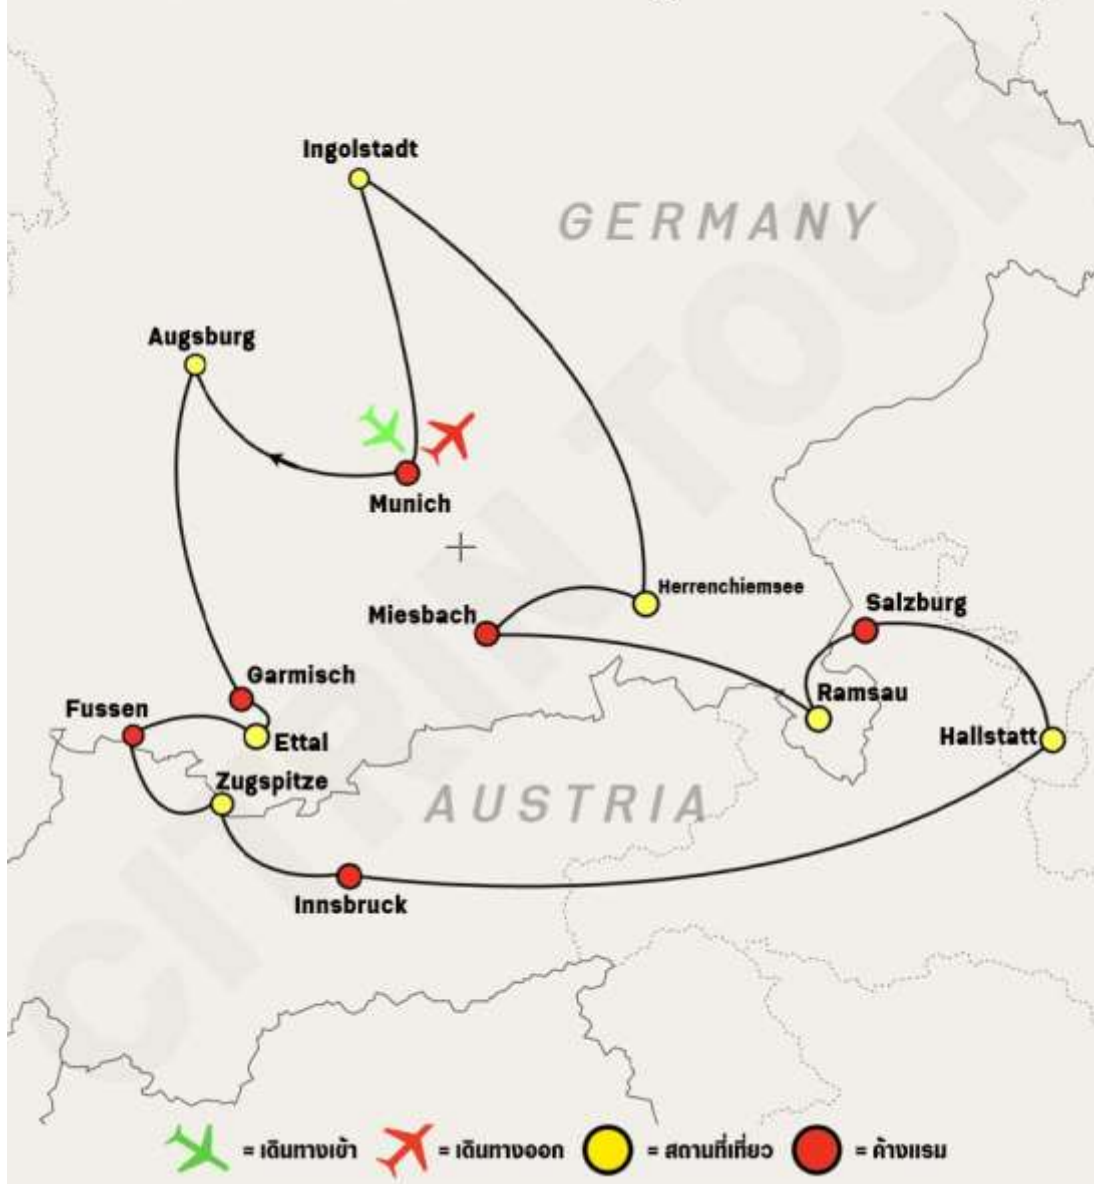 Ingolstadt
GERMANY
Augsburg
Munich
Herrenchiemsee
Miesbach
Salzburg
Garmisch
Ramsau
Fussen
Ettal
Hallstatt
Zugspitze
AUSTRIA
Innsbruck
CITRIN TOUR
= เดินทางเข้า = เดินทางออก = สถานที่เที่ยว = ค้างแรม